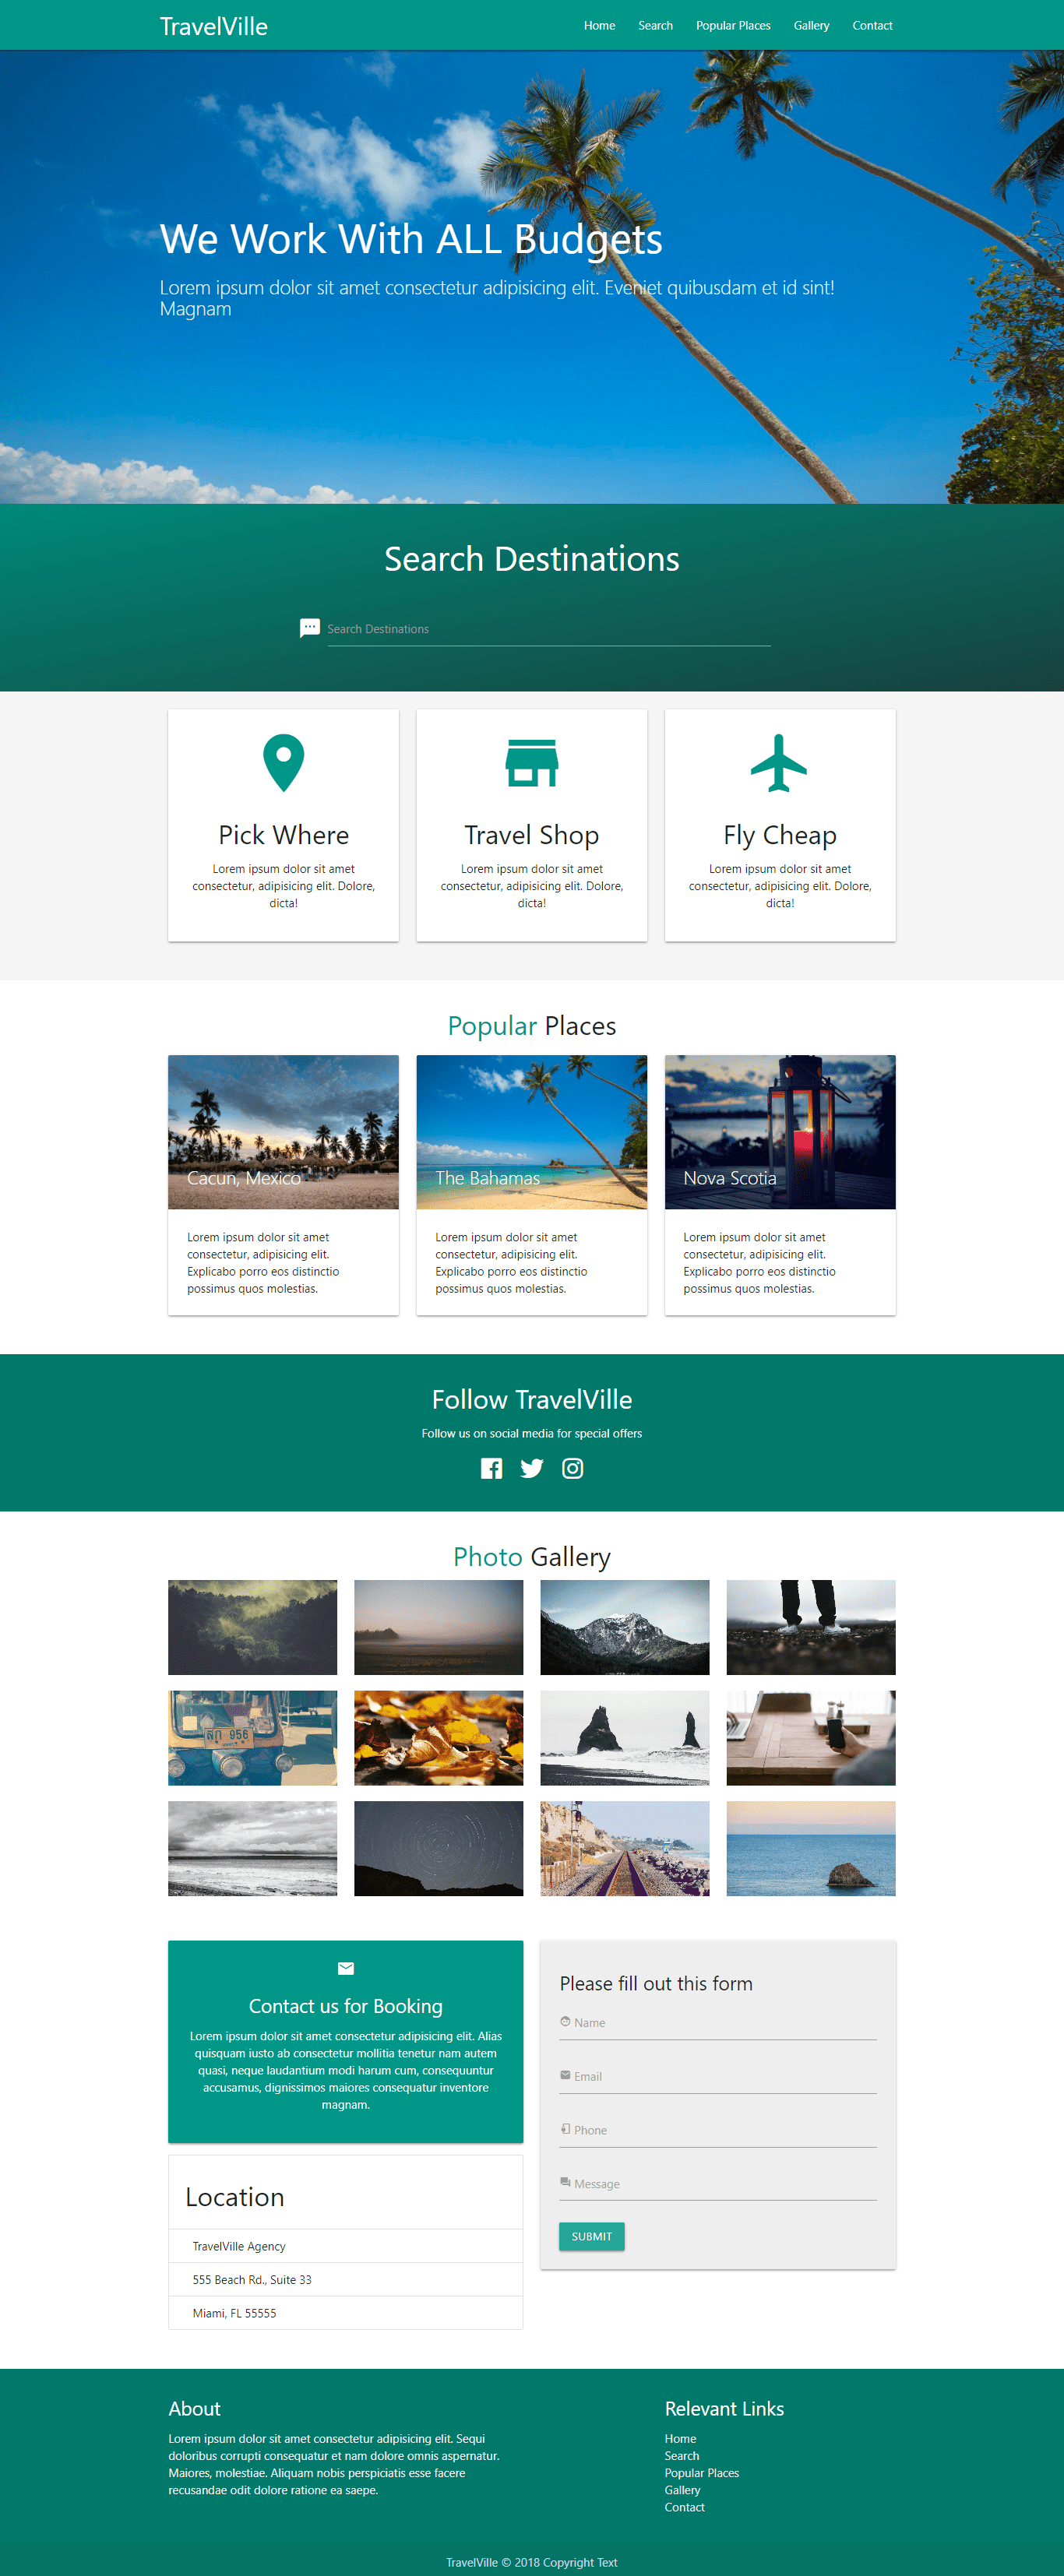 TravelVille
Home Search Popular Places Gallery Contact
We Work With ALL Budgets
Lorem ipsum dolor sit amet consectetur adipisicing elit. Eveniet quibusdam et id sint!
Magnam
Search Destinations
Search Destinations
Pick Where
Lorem ipsum dolor sit amet
consectetur, adipisicing elit. Dolore,
dicta!
Travel Shop
Lorem ipsum dolor sit amet
consectetur, adipisicing elit. Dolore,
dicta!
Fly Cheap
Lorem ipsum dolor sit amet
consectetur, adipisicing elit. Dolore,
dicta!
Popular Places
Cacun, Mexico
Lorem ipsum dolor sit amet
consectetur, adipisicing elit.
Explicabo porro eos distinctio
possimus quos molestias.
The Bahamas
Lorem ipsum dolor sit amet
consectetur, adipisicing elit.
Explicabo porro eos distinctio
possimus quos molestias.
Nova Scotia
Lorem ipsum dolor sit amet
consectetur, adipisicing elit.
Explicabo porro eos distinctio
possimus quos molestias.
Follow TravelVille
Follow us on social media for special offers
Photo Gallery
956
Contact us for Booking
Lorem ipsum dolor sit amet consectetur adipisicing elit. Alias
quisquam iusto ab consectetur mollitia tenetur nam autem
quasi, neque laudantium modi harum cum, consequuntur
accusamus, dignissimos maiores consequatur inventore
magnam.
Location
TravelVille Agency
555 Beach Rd., Suite 33
Miami, FL 55555
Please fill out this form
Name
Email
Phone
Message
SUBMIT
About
Lorem ipsum dolor sit amet consectetur adipisicing elit. Sequi
doloribus corrupti consequatur et nam dolore omnis aspernatur.
Maiores, molestiae. Aliquam nobis perspiciatis esse facere
recusandae odit dolore ratione ea saepe.
Relevant Links
Home
Search
Popular Places
Gallery
Contact
TravelVille © 2018 Copyright Text